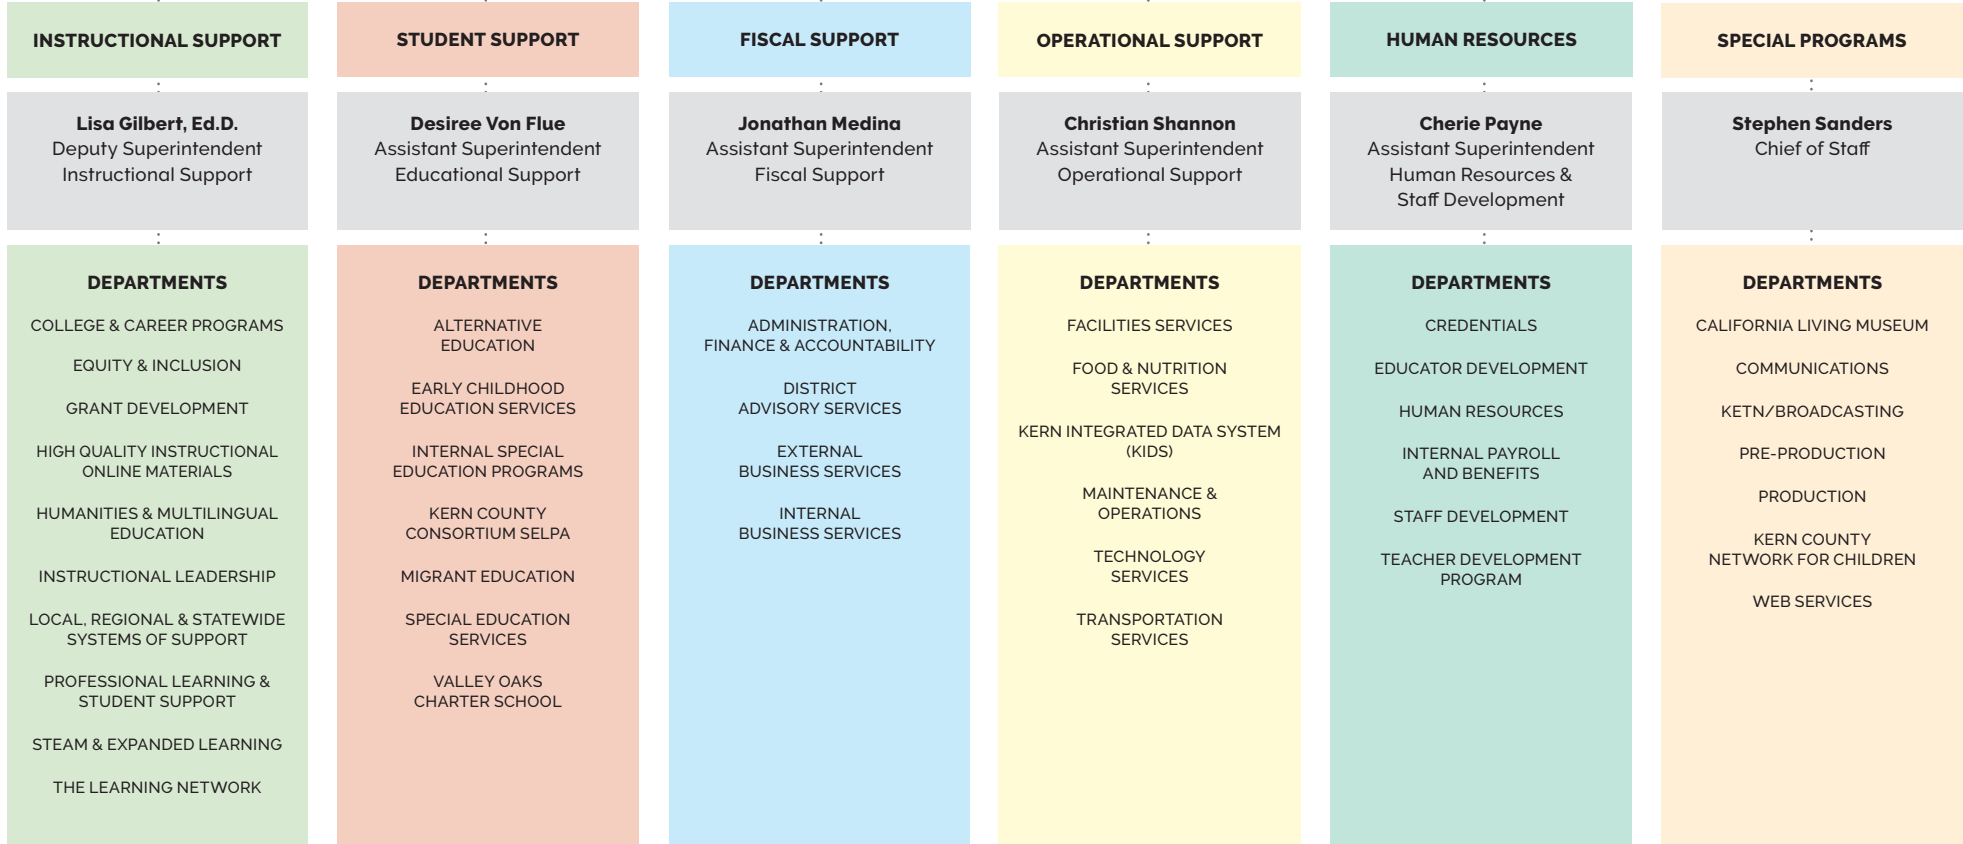 INSTRUCTIONAL SUPPORT
Lisa Gilbert, Ed.D.
Deputy Superintendent
Instructional Support
DEPARTMENTS
COLLEGE & CAREER PROGRAMS
EQUITY & INCLUSION
GRANT DEVELOPMENT
HIGH QUALITY INSTRUCTIONAL
ONLINE MATERIALS
HUMANITIES & MULTILINGUAL
EDUCATION
INSTRUCTIONAL LEADERSHIP
LOCAL, REGIONAL & STATEWIDE
SYSTEMS OF SUPPORT
PROFESSIONAL LEARNING &
STUDENT SUPPORT
STEAM & EXPANDED LEARNING
THE LEARNING NETWORK
STUDENT SUPPORT
Desiree Von Flue
Assistant Superintendent
Educational Support
DEPARTMENTS
ALTERNATIVE
EDUCATION
EARLY CHILDHOOD
EDUCATION SERVICES
INTERNAL SPECIAL
EDUCATION PROGRAMS
KERN COUNTY
CONSORTIUM SELPA
MIGRANT EDUCATION
SPECIAL EDUCATION
SERVICES
VALLEY OAKS
CHARTER SCHOOL
FISCAL SUPPORT
Jonathan Medina
Assistant Superintendent
Fiscal Support
DEPARTMENTS
ADMINISTRATION,
FINANCE & ACCOUNTABILITY
DISTRICT
ADVISORY SERVICES
EXTERNAL
BUSINESS SERVICES
INTERNAL
BUSINESS SERVICES
OPERATIONAL SUPPORT
Christian Shannon
Assistant Superintendent
Operational Support
DEPARTMENTS
FACILITIES SERVICES
FOOD & NUTRITION
SERVICES
KERN INTEGRATED DATA SYSTEM
(KIDS)
MAINTENANCE &
OPERATIONS
TECHNOLOGY
SERVICES
TRANSPORTATION
SERVICES
HUMAN RESOURCES
Cherie Payne
Assistant Superintendent
Human Resources &
Staff Development
DEPARTMENTS
CREDENTIALS
EDUCATOR DEVELOPMENT
HUMAN RESOURCES
INTERNAL PAYROLL
AND BENEFITS
STAFF DEVELOPMENT
TEACHER DEVELOPMENT
PROGRAM
SPECIAL PROGRAMS
Stephen Sanders
Chief of Staff
DEPARTMENTS
CALIFORNIA LIVING MUSEUM
COMMUNICATIONS
KETN/BROADCASTING
PRE-PRODUCTION
PRODUCTION
KERN COUNTY
NETWORK FOR CHILDREN
WEB SERVICES